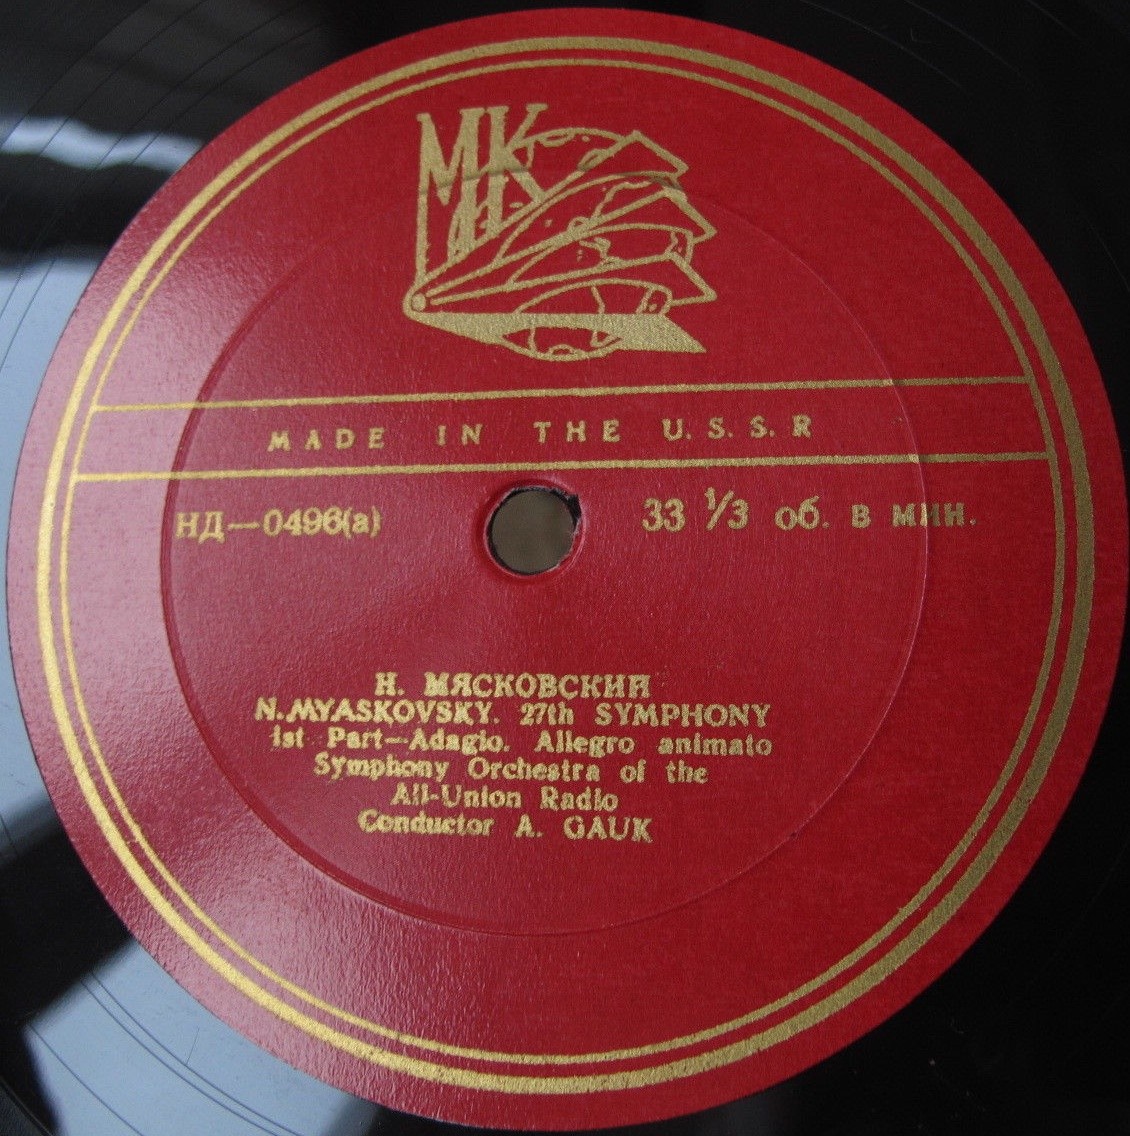 МК
MADE IN THE U.S.S.R
НД—0496(а)
33 ⅓ об. в мин.
Н. МЯСКОВСКИЙ
N.MYASKOVSKY. 27th SYMPHONY
1st Part—Adagio. Allegro animato
Symphony Orchestra of the
All-Union Radio
Conductor A. GAUK